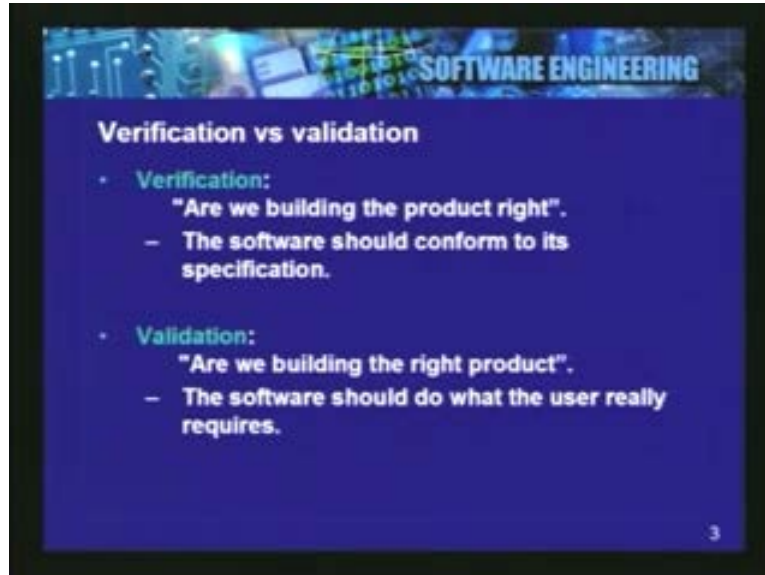 SOFTWARE ENGINEERING
Verification vs validation
• Verification:
"Are we building the product right".
– The software should conform to its
specification.
• Validation:
"Are we building the right product".
– The software should do what the user really
requires.
3